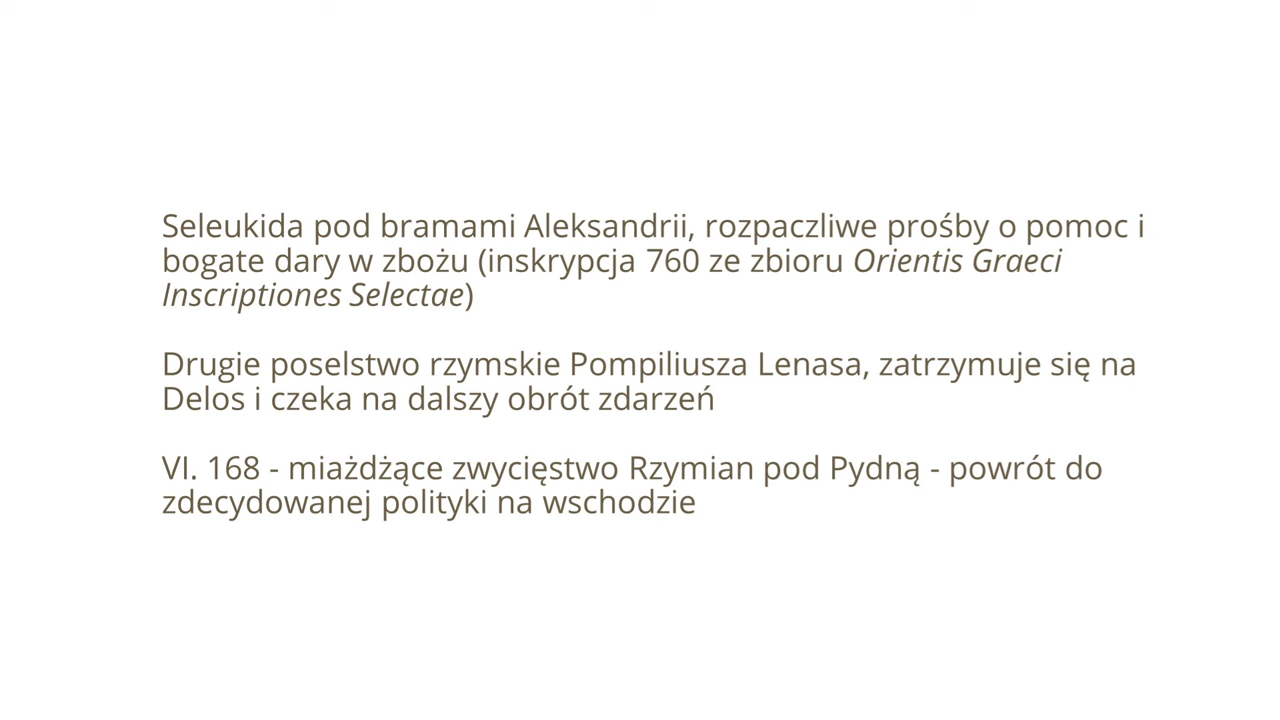 Seleukida pod bramami Aleksandrii, rozpaczliwe prośby o pomoc i
bogate dary w zbożu (inskrypcja 760 ze zbioru Orientis Graeci
Inscriptiones Selectae)
Drugie poselstwo rzymskie Pompiliusza Lenasa, zatrzymuje się na
Delos i czeka na dalszy obrót zdarzeń
VI. 168 - miażdżące zwycięstwo Rzymian pod Pydną - powrót do
zdecydowanej polityki na wschodzie